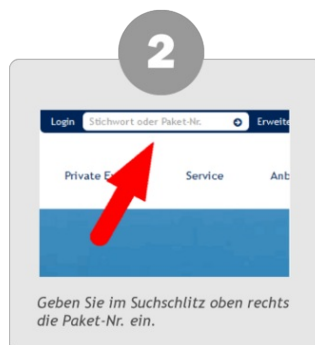 2
Login Stichwort oder Paket-Nr. Erweite
Private Service Anb
Geben Sie im Suchschlitz oben rechts
die Paket-Nr. ein.